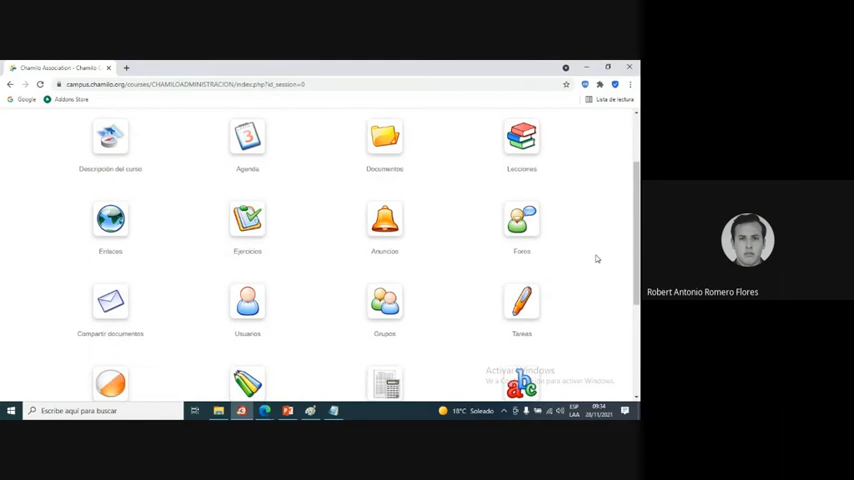 Chamilo Association - Chamilo
campus.chamilo.org/courses/CHAMILOADMINISTRACION/index.php?id_session=0
Google Addons Store Lista de lectura
3
Descripción del curso Agenda Documentos Lecciones
Enlaces Ejercicios Anuncios Foros
Compartir documentos Usuarios Grupos Tareas
Robert Antonio Romero Flores
abc
Activar Windows
Ve a para activar Windows.
Escribe aquí para buscar
18°C Soleado
ESP
LAA
09:34
28/11/2021